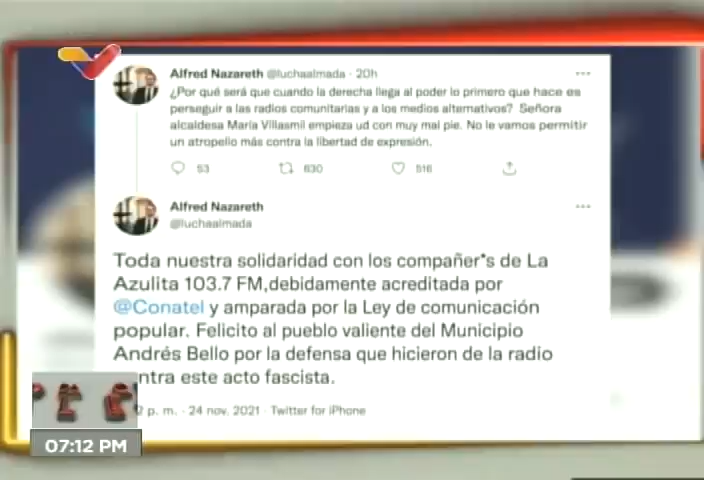 Alfred Nazareth @luchaalmada · 20h
¿Por qué será que cuando la derecha llega al poder lo primero que hace es
perseguir a las radios comunitarias y a los medios alternativos? Señora
alcaldesa María Villasmil empieza ud con muy mal pie. No le vamos permitir
un atropello más contra la libertad de expresión.
53 630 516
Alfred Nazareth
@luchaalmada
Toda nuestra solidaridad con los compañer*s de La
Azulita 103.7 FM,debidamente acreditada por
@Conatel y amparada por la Ley de comunicación
popular. Felicito al pueblo valiente del Municipio
Andrés Bello por la defensa que hicieron de la radio
ntra este acto fascista.
2 p. m. · 24 nov. 2021 · Twitter for iPhone
07:12 PM